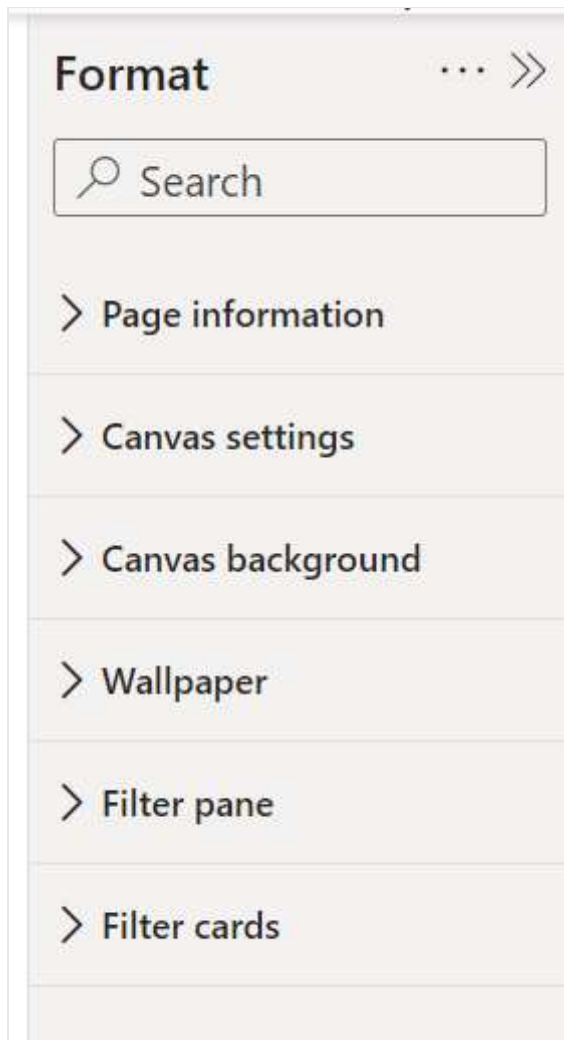 Format
Search
Page information
Canvas settings
Canvas background
Wallpaper
Filter pane
Filter cards